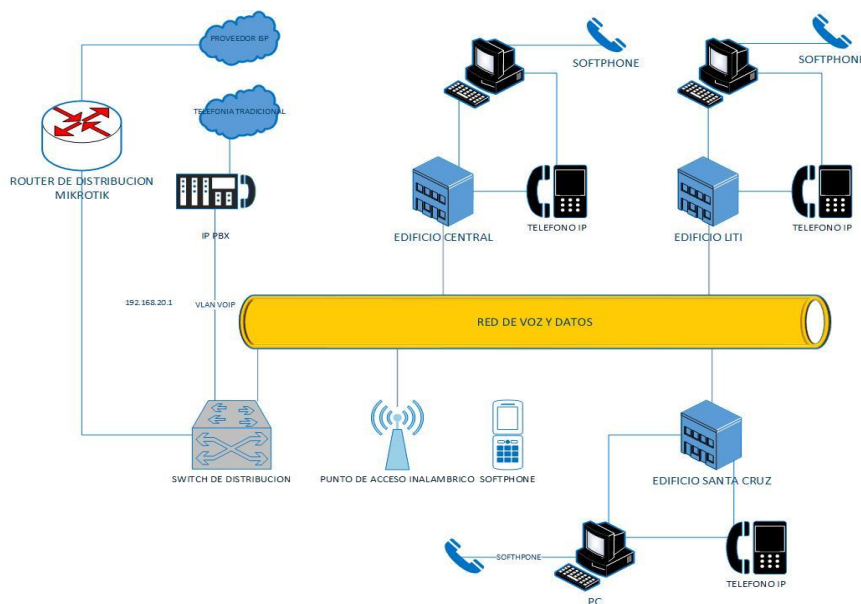 PROVEEDOR ISP
SOFTPHONE
SOFTPHONE
TELEFONIA TRADICIONAL
ROUTER DE DISTRIBUCION
MIKROTIK
IP PBX
EDIFICIO CENTRAL
TELEFONO IP
EDIFICIO LITI
TELEFONO IP
192.168.20.1
VLAN VOIP
RED DE VOZ Y DATOS
SWITCH DE DISTRIBUCION
PUNTO DE ACCESO INALAMBRICO
SOFTPHONE
EDIFICIO SANTA CRUZ
SOFTHPONE
TELEFONO IP
PC